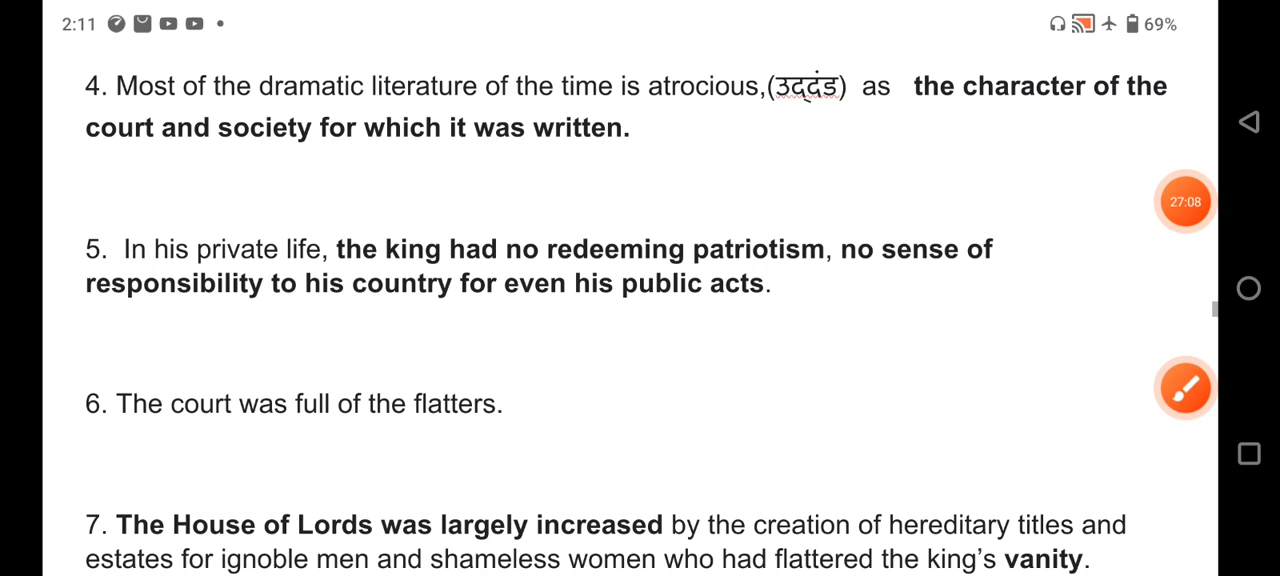 2:11 69%
4. Most of the dramatic literature of the time is atrocious,(उद्दंड) as the character of the
court and society for which it was written.
27:08
5. In his private life, the king had no redeeming patriotism, no sense of
responsibility to his country for even his public acts.
6. The court was full of the flatters.
7. The House of Lords was largely increased by the creation of hereditary titles and
estates for ignoble men and shameless women who had flattered the king’s vanity.